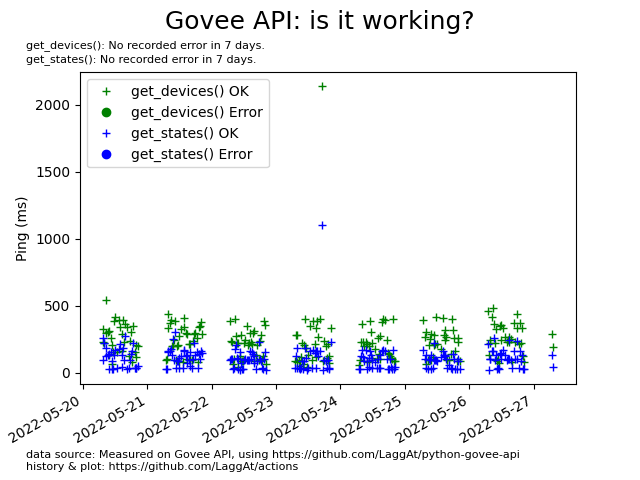 Govee API: is it working?
get_devices(): No recorded error in 7 days.
get_states(): No recorded error in 7 days.
get_devices() OK
get_devices() Error
get_states() OK
get_states() Error
Ping (ms)
2000
1500
1000
500
0
2022-05-20
2022-05-21
2022-05-22
2022-05-23
2022-05-24
2022-05-25
2022-05-26
2022-05-27
data source: Measured on Govee API, using https://github.com/LaggAt/python-govee-api
history & plot: https://github.com/LaggAt/actions